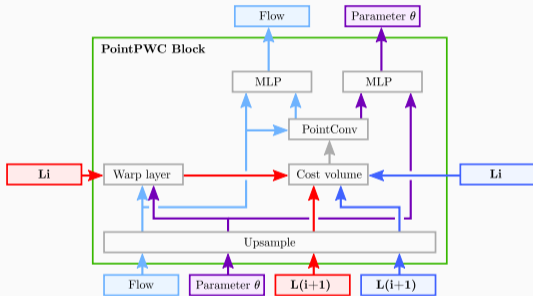 Flow
Parameter θ
PointPWC Block
MLP
MLP
PointConv
Li
Warp layer
Cost volume
Li
Upsample
Flow
Parameter θ
L(i+1)
L(i+1)